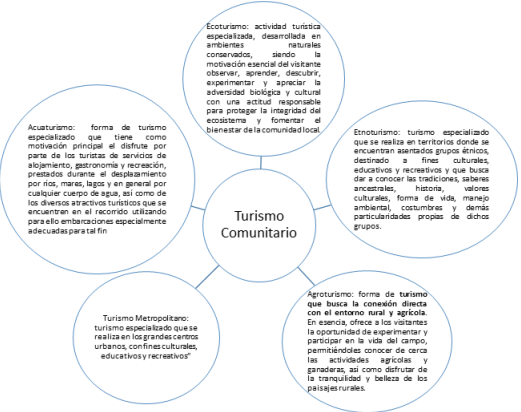 Ecoturismo: actividad turística
especializada, desarrollada en
ambientes naturales
conservados, siendo la
motivación esencial del visitante
observar, aprender, descubrir,
experimentar y apreciar la
adversidad biológica y cultural
con una actitud responsable
para proteger la integridad del
ecosistema y fomentar el
bienestar de la comunidad local.
Acuaturismo: forma de turismo
especializado que tiene como
motivación principal el disfrute por
parte de los turistas de servicios de
alojamiento, gastronomía y recreación,
prestados durante el desplazamiento
por ríos, mares, lagos y en general por
cualquier cuerpo de agua, así como de
los diversos atractivos turísticos que se
encuentren en el recorrido utilizando
para ello embarcaciones especialmente
adecuadas para tal fin
Etnoturismo: turismo especializado
que se realiza en territorios donde se
encuentran asentados grupos étnicos,
destinado a fines culturales,
educativos y recreativos y que busca
dar a conocer las tradiciones, saberes
ancestrales, historia, valores
culturales, forma de vida, manejo
ambiental, costumbres y demás
particularidades propias de dichos
grupos.
Turismo
Comunitario
Turismo Metropolitano:
turismo especializado que se
realiza en los grandes centros
urbanos, con fines culturales,
educativos y recreativos”
Agroturismo: forma de turismo
que busca la conexión directa
con el entorno rural y agrícola.
En esencia, ofrece a los visitantes
la oportunidad de experimentar y
participar en la vida del campo,
permitiéndoles conocer de cerca
las actividades agrícolas y
ganaderas, así como disfrutar de
la tranquilidad y belleza de los
paisajes rurales.